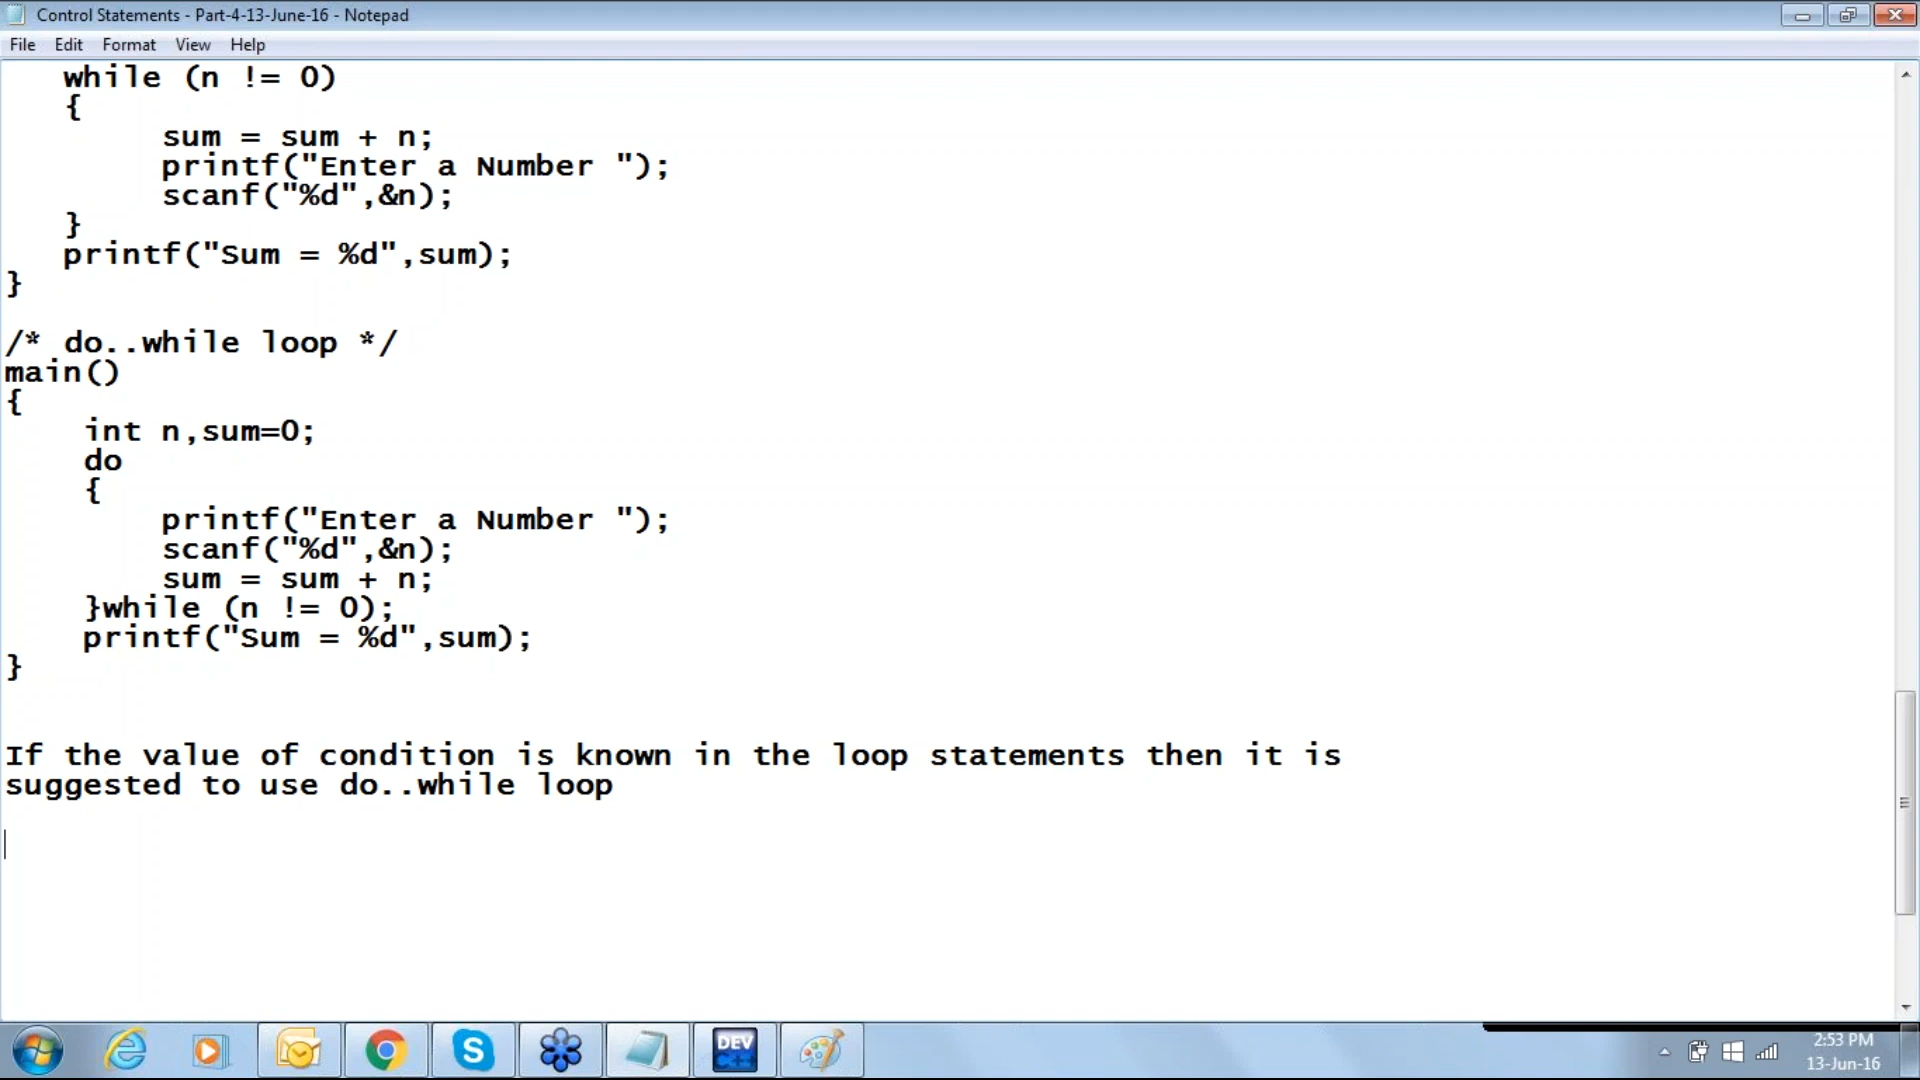 Control Statements - Part-4-13-June-16 - Notepad
File Edit Format View Help
while (n != 0)
{
sum = sum + n;
printf("Enter a Number ");
scanf("%d",&n);
}
printf("Sum = %d",sum);
}
/* do..while loop */
main()
{
int n,sum=0;
do
{
printf("Enter a Number ");
scanf("%d",&n);
sum = sum + n;
}while (n != 0);
printf("Sum = %d",sum);
}
If the value of condition is known in the loop statements then it is
suggested to use do..while loop
DEV
C++
2:53 PM
13-Jun-16